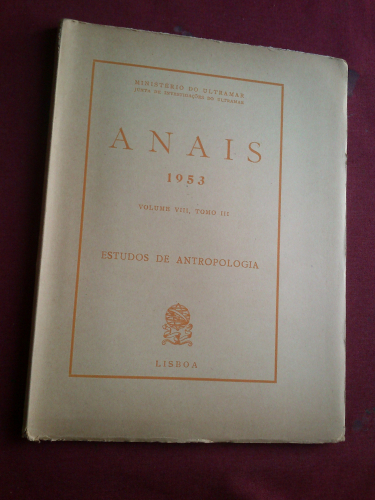 MINISTÉRIO DO ULTRAMAR
JUNTA DE INVESTIGAÇÕES DO ULTRAMAR
ANAIS
1953
VOLUME VIII, TOMO III
ESTUDOS DE ANTROPOLOGIA
LISBOA